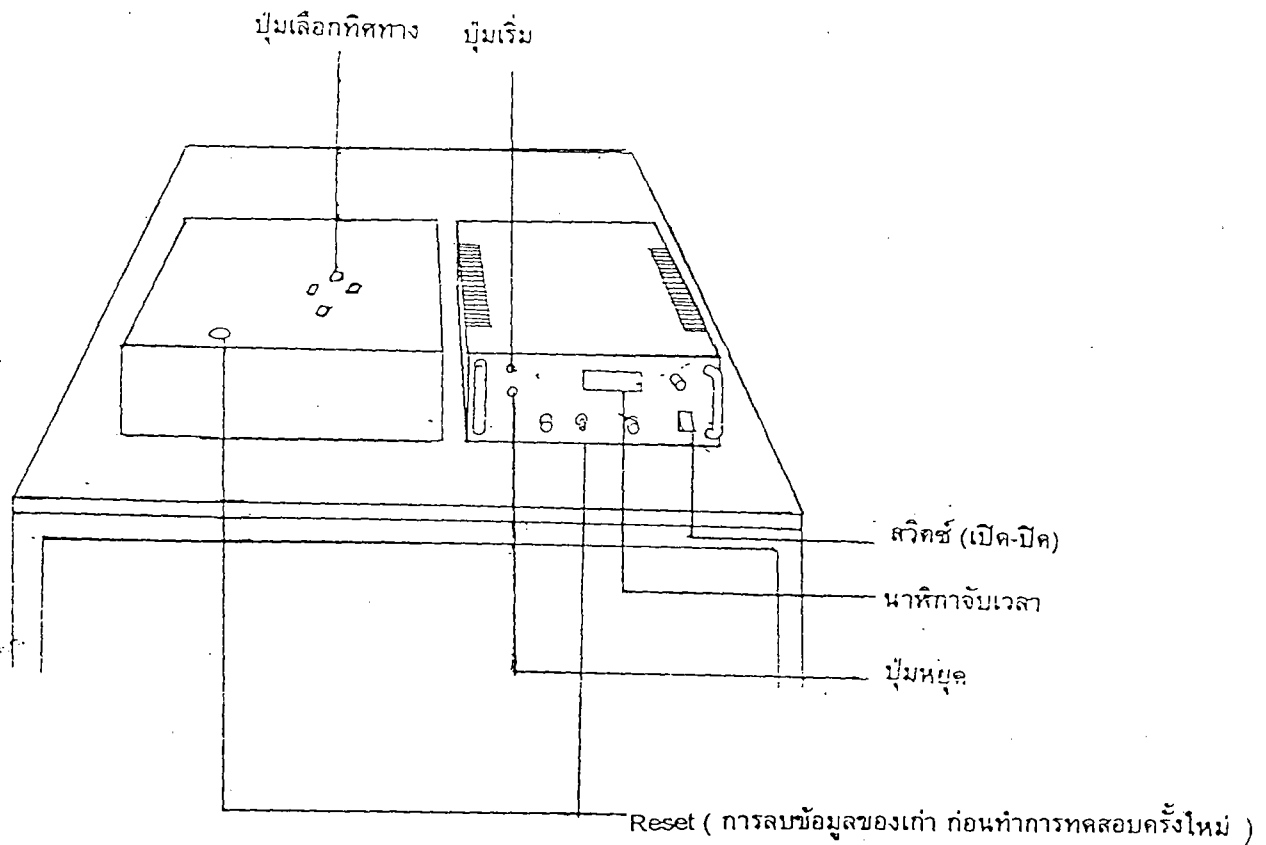 ปุ่มเลือกทิศทาง ปุ่มเริ่ม
สวิตช์ (เปิด-ปิด)
นาฬิกาจับเวลา
ปุ่มหยุด
Reset ( การลบข้อมูลของเก่า ก่อนทำการทดสอบครั้งใหม่ )